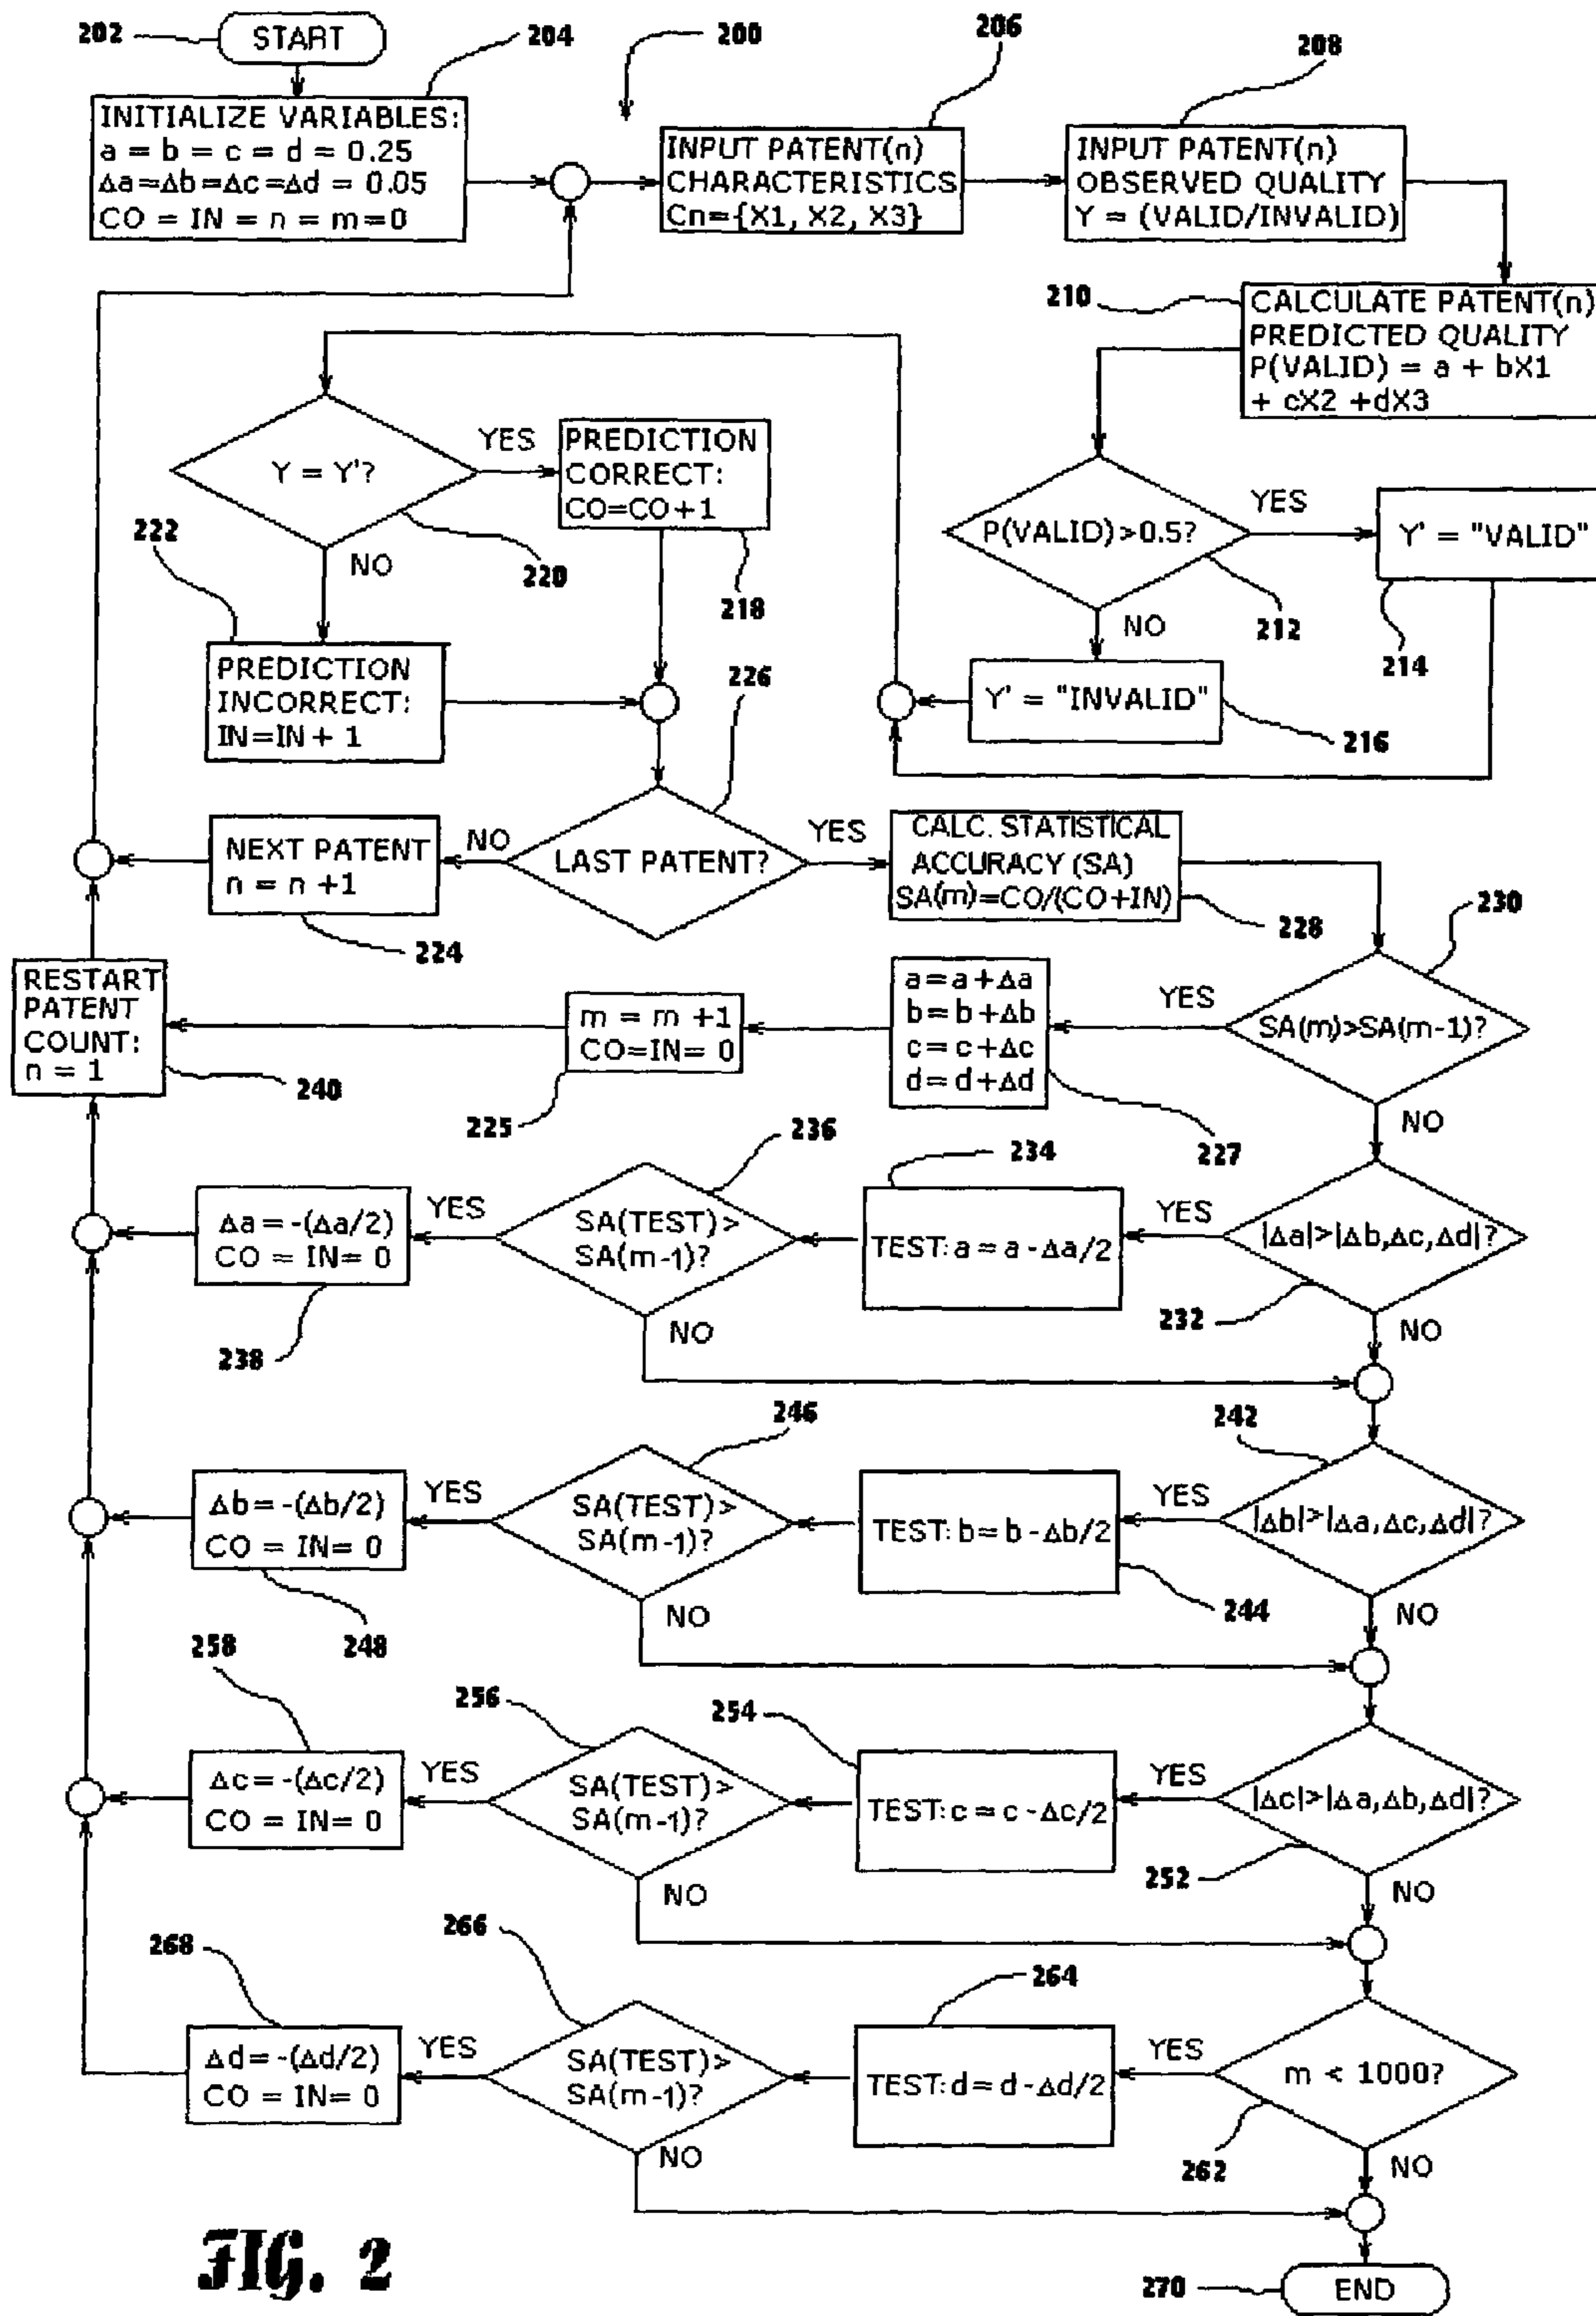 202
START
204
200
206
208
INITIALIZE VARIABLES:
a = b = c = d = 0.25
Δa=Δb=Δc=Δd = 0.05
CO = IN = n = m=0
INPUT PATENT(n)
CHARACTERISTICS
Cn={X1, X2, X3}
INPUT PATENT(n)
OBSERVED QUALITY
Y = (VALID/INVALID)
210
CALCULATE PATENT(n)
PREDICTED QUALITY
P(VALID) = a + bX1
+ cX2 +dX3
Y = Y'?
YES
NO
220
PREDICTION
CORRECT:
CO=CO+1
218
222
PREDICTION
INCORRECT:
IN=IN+ 1
P(VALID)>0.5?
YES
NO
212
Y' = "VALID"
214
Y' = "INVALID"
216
226
LAST PATENT?
NO
YES
NEXT PATENT
n = n +1
224
CALC. STATISTICAL
ACCURACY (SA)
SA(m)=CO/(CO+IN)
228
230
SA(m)>SA(m-1)?
YES
NO
a=a+Δa
b=b+Δb
c=c+Δc
d=d+Δd
227
m = m +1
CO=IN= 0
225
RESTART
PATENT
COUNT:
n = 1
240
|Δa|>|Δb,Δc,Δd|?
YES
NO
232
234
TEST:a=a-Δa/2
236
SA(TEST)>
SA(m-1)?
YES
NO
Δa=-(Δa/2)
CO = IN= 0
238
242
|Δb|>|Δa,Δc,Δd|?
YES
NO
TEST:b=b-Δb/2
244
246
SA(TEST)>
SA(m-1)?
YES
NO
Δb=-(Δb/2)
CO = IN= 0
248
|Δc|>|Δa,Δb,Δd|?
YES
NO
252
254
TEST:c=c-Δc/2
256
SA(TEST)>
SA(m-1)?
YES
NO
258
Δc=-(Δc/2)
CO = IN= 0
m < 1000?
YES
NO
262
264
TEST:d=d-Δd/2
266
SA(TEST)>
SA(m-1)?
YES
NO
268
Δd=-(Δd/2)
CO = IN= 0
FIG. 2
270
END